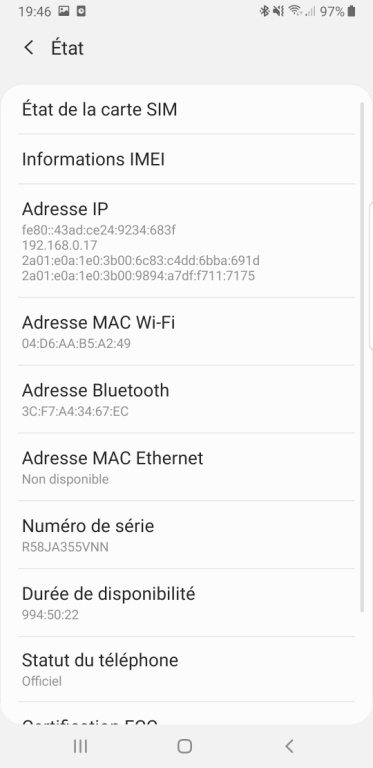 19:46 97%
État
État de la carte SIM
Informations IMEI
Adresse IP
fe80::43ad:ce24:9234:683f
192.168.0.17
2a01:e0a:1e0:3b00:6c83:c4dd:6bba:691d
2a01:e0a:1e0:3b00:9894:a7df:f711:7175
Adresse MAC Wi-Fi
04:D6:AA:B5:A2:49
Adresse Bluetooth
3C:F7:A4:34:67:EC
Adresse MAC Ethernet
Non disponible
Numéro de série
R58JA355VNN
Durée de disponibilité
994:50:22
Statut du téléphone
Officiel
Certification FCC